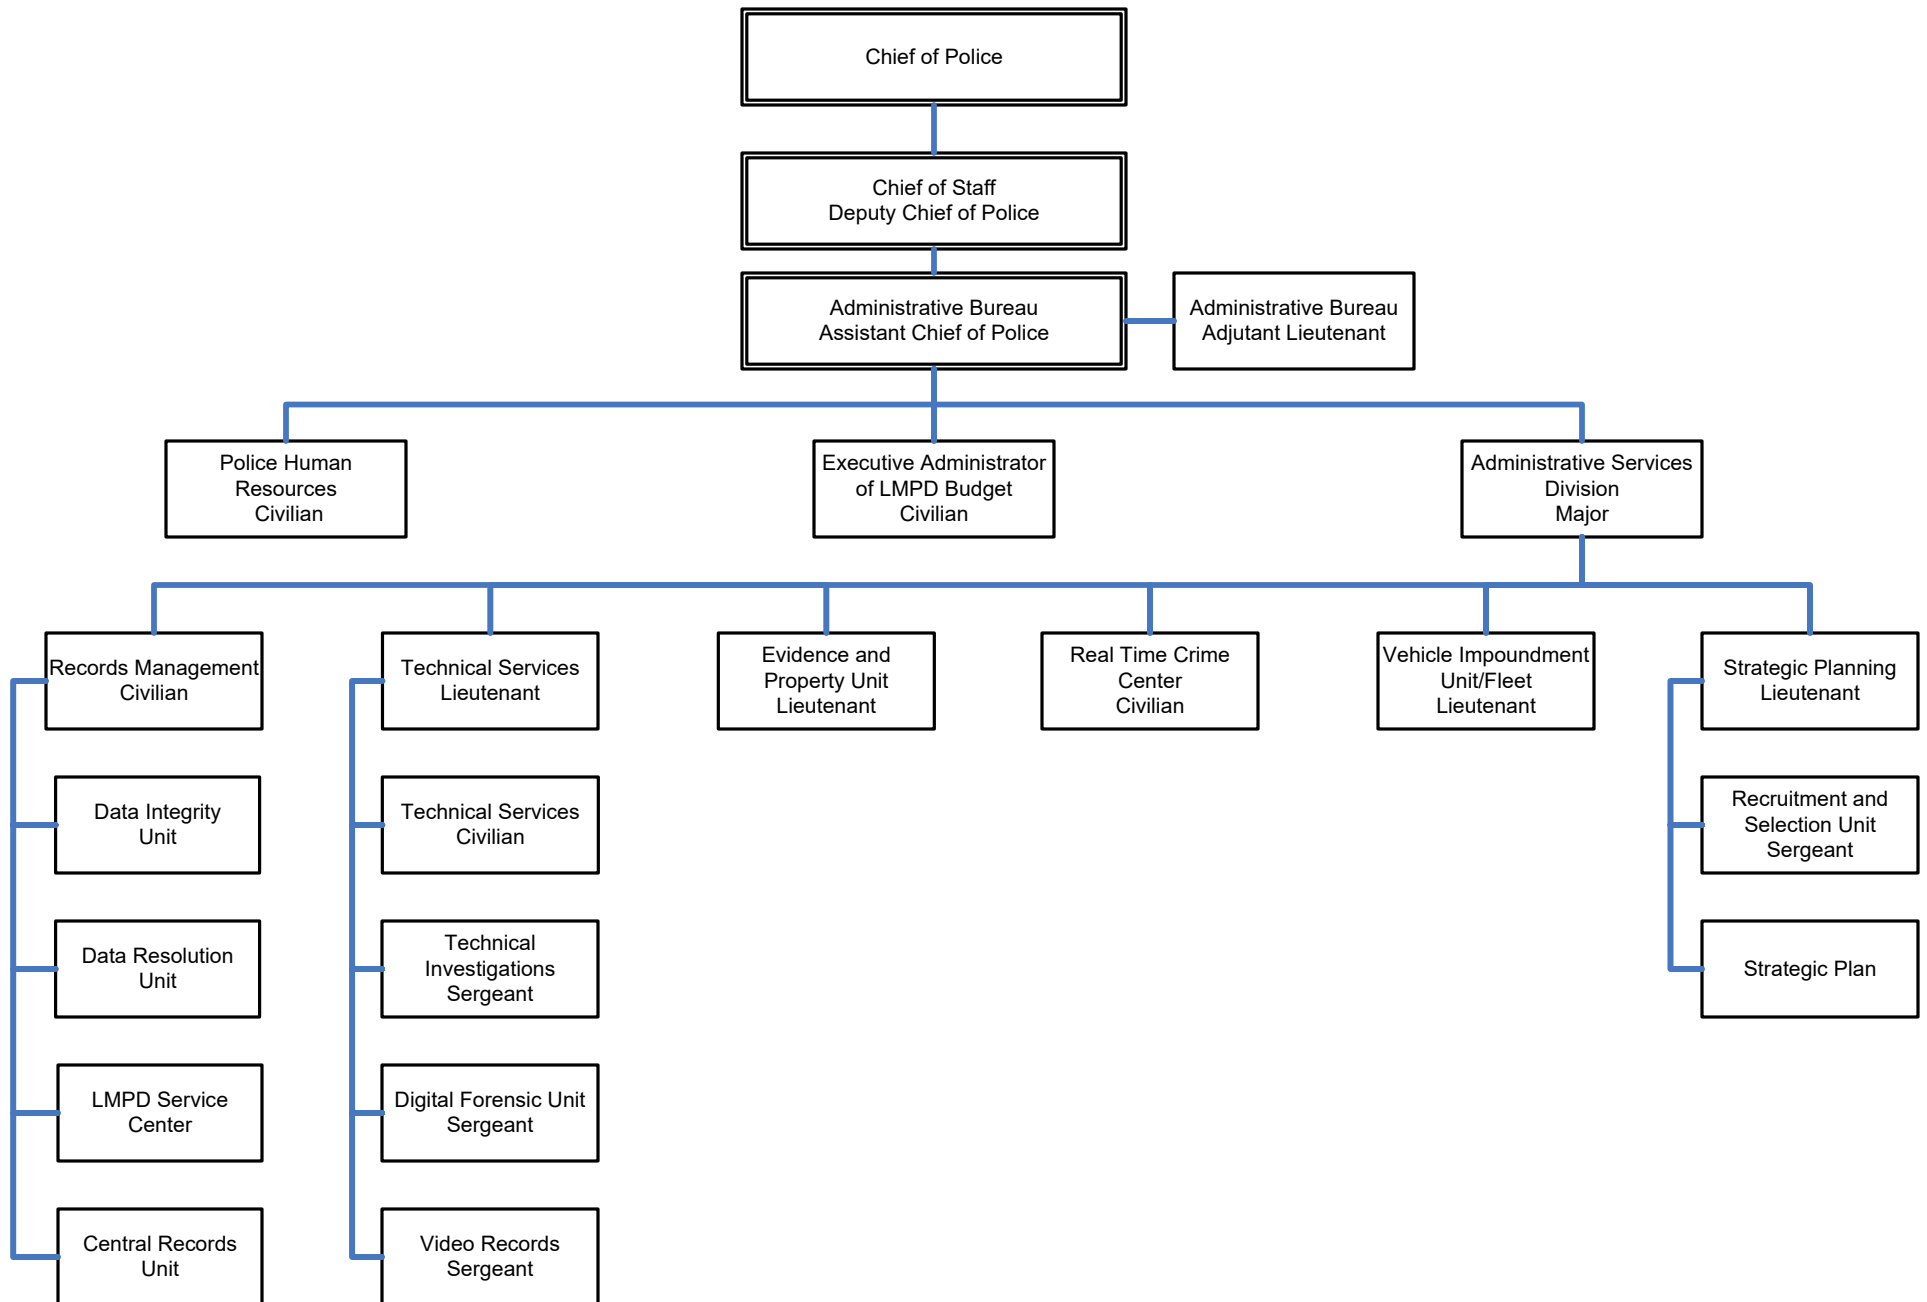 Chief of Police
Chief of Staff
Deputy Chief of Police
Administrative Bureau
Assistant Chief of Police
Administrative Bureau
Adjutant Lieutenant
Police Human
Resources
Civilian
Executive Administrator
of LMPD Budget
Civilian
Administrative Services
Division
Major
Records Management
Civilian
Technical Services
Lieutenant
Evidence and
Property Unit
Lieutenant
Real Time Crime
Center
Civilian
Vehicle Impoundment
Unit/Fleet
Lieutenant
Strategic Planning
Lieutenant
Data Integrity
Unit
Technical Services
Civilian
Recruitment and
Selection Unit
Sergeant
Data Resolution
Unit
Technical
Investigations
Sergeant
Strategic Plan
LMPD Service
Center
Digital Forensic Unit
Sergeant
Central Records
Unit
Video Records
Sergeant